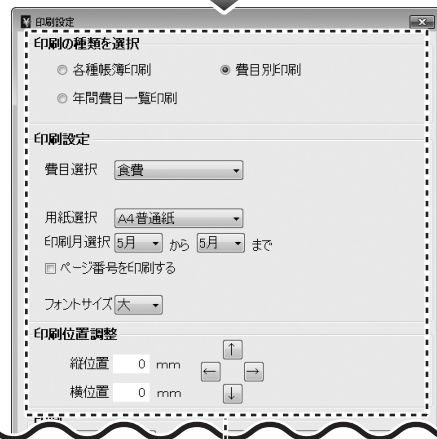 印刷設定
印刷の種類を選択
各種帳簿印刷 費目別印刷
年間費目一覧印刷
印刷設定
費目選択 食費
用紙選択 A4普通紙
印刷月選択 5月 から 5月 まで
ページ番号を印刷する
フォントサイズ 大
印刷位置調整
縦位置 0 mm
横位置 0 mm
↑
← →
↓